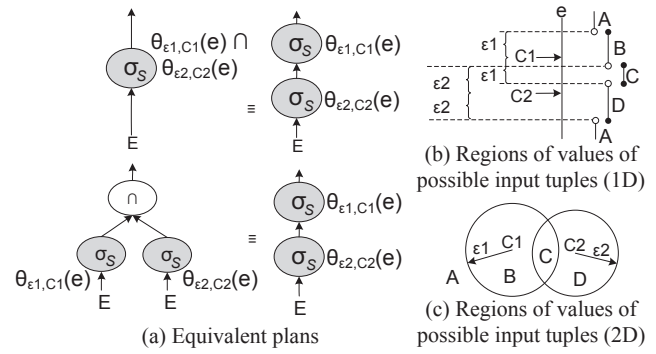 θε1,C1(e) ∩
θε2,C2(e)
σS
E
≡
σS
θε1,C1(e)
σS
θε2,C2(e)
E
∩
σS
σS
θε1,C1(e)
θε2,C2(e)
E
E
≡
σS
θε1,C1(e)
σS
θε2,C2(e)
E
(a) Equivalent plans
e
A
ε1
B
C1
C
ε1
ε2
C2
ε2
D
A
(b) Regions of values of
possible input tuples (1D)
ε1
C1
C
C2
ε2
A
B
D
(c) Regions of values of
possible input tuples (2D)